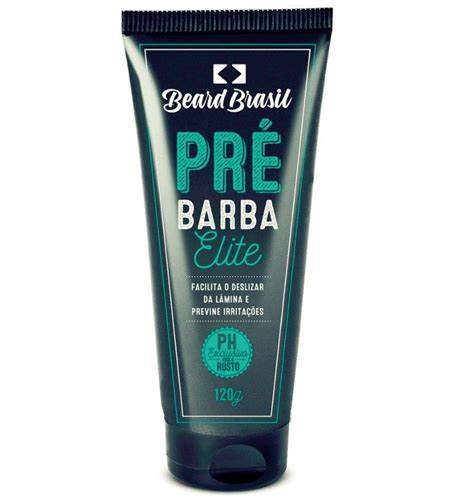 Beard Brasil
PRÉ
BARBA
Elite
FACILITA O DESLIZAR
DA LÂMINA E
PREVINE IRRITAÇÕES
PH
Exclusivo
PARA O
ROSTO
120g